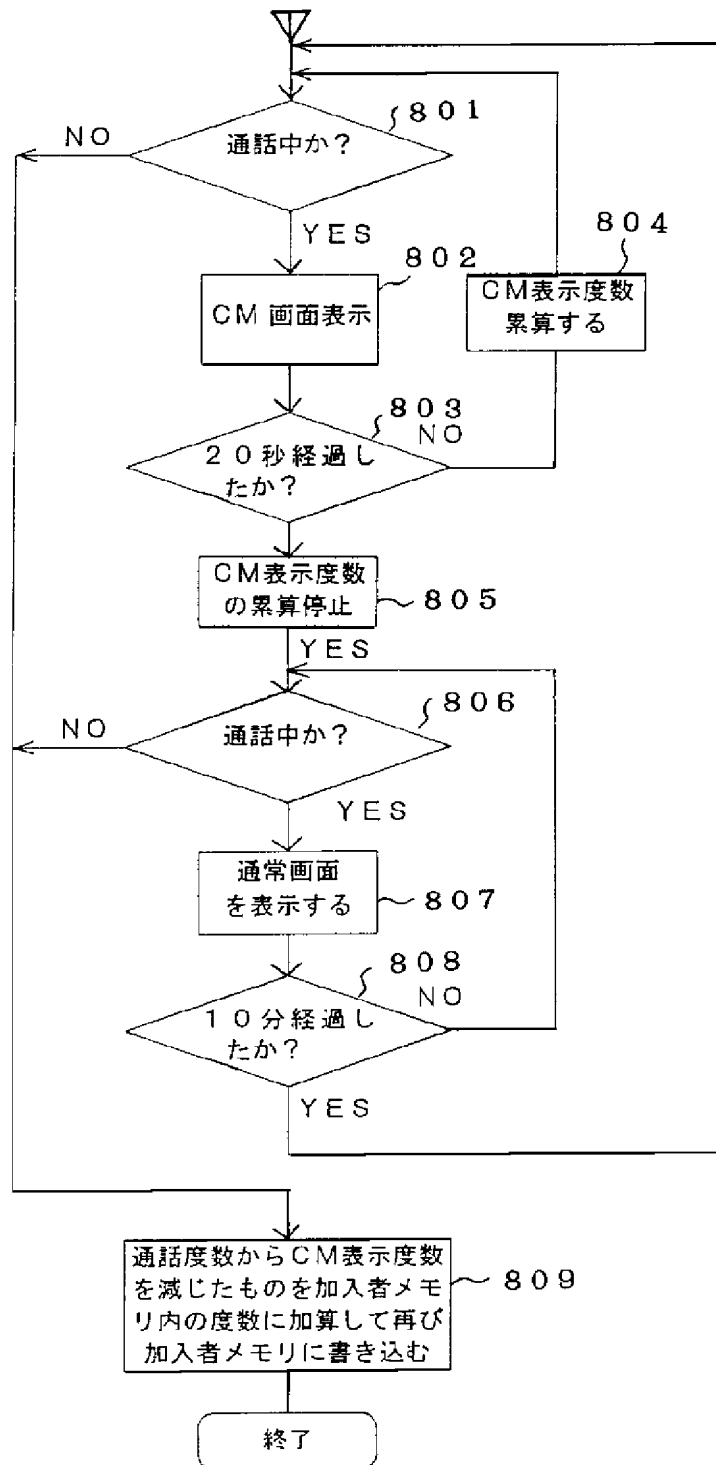 801
NO
通話中か?
YES
804
802
CM表示度数
累算する
CM 画面表示
803
NO
20秒経過し
たか?
CM表示度数
の累算停止
805
YES
806
NO
通話中か?
YES
通常画面
を表示する
807
808
NO
10分経過し
たか?
YES
通話度数からCM表示度数
を減じたものを加入者メモ
リ内の度数に加算して再び
加入者メモリに書き込む
809
終了